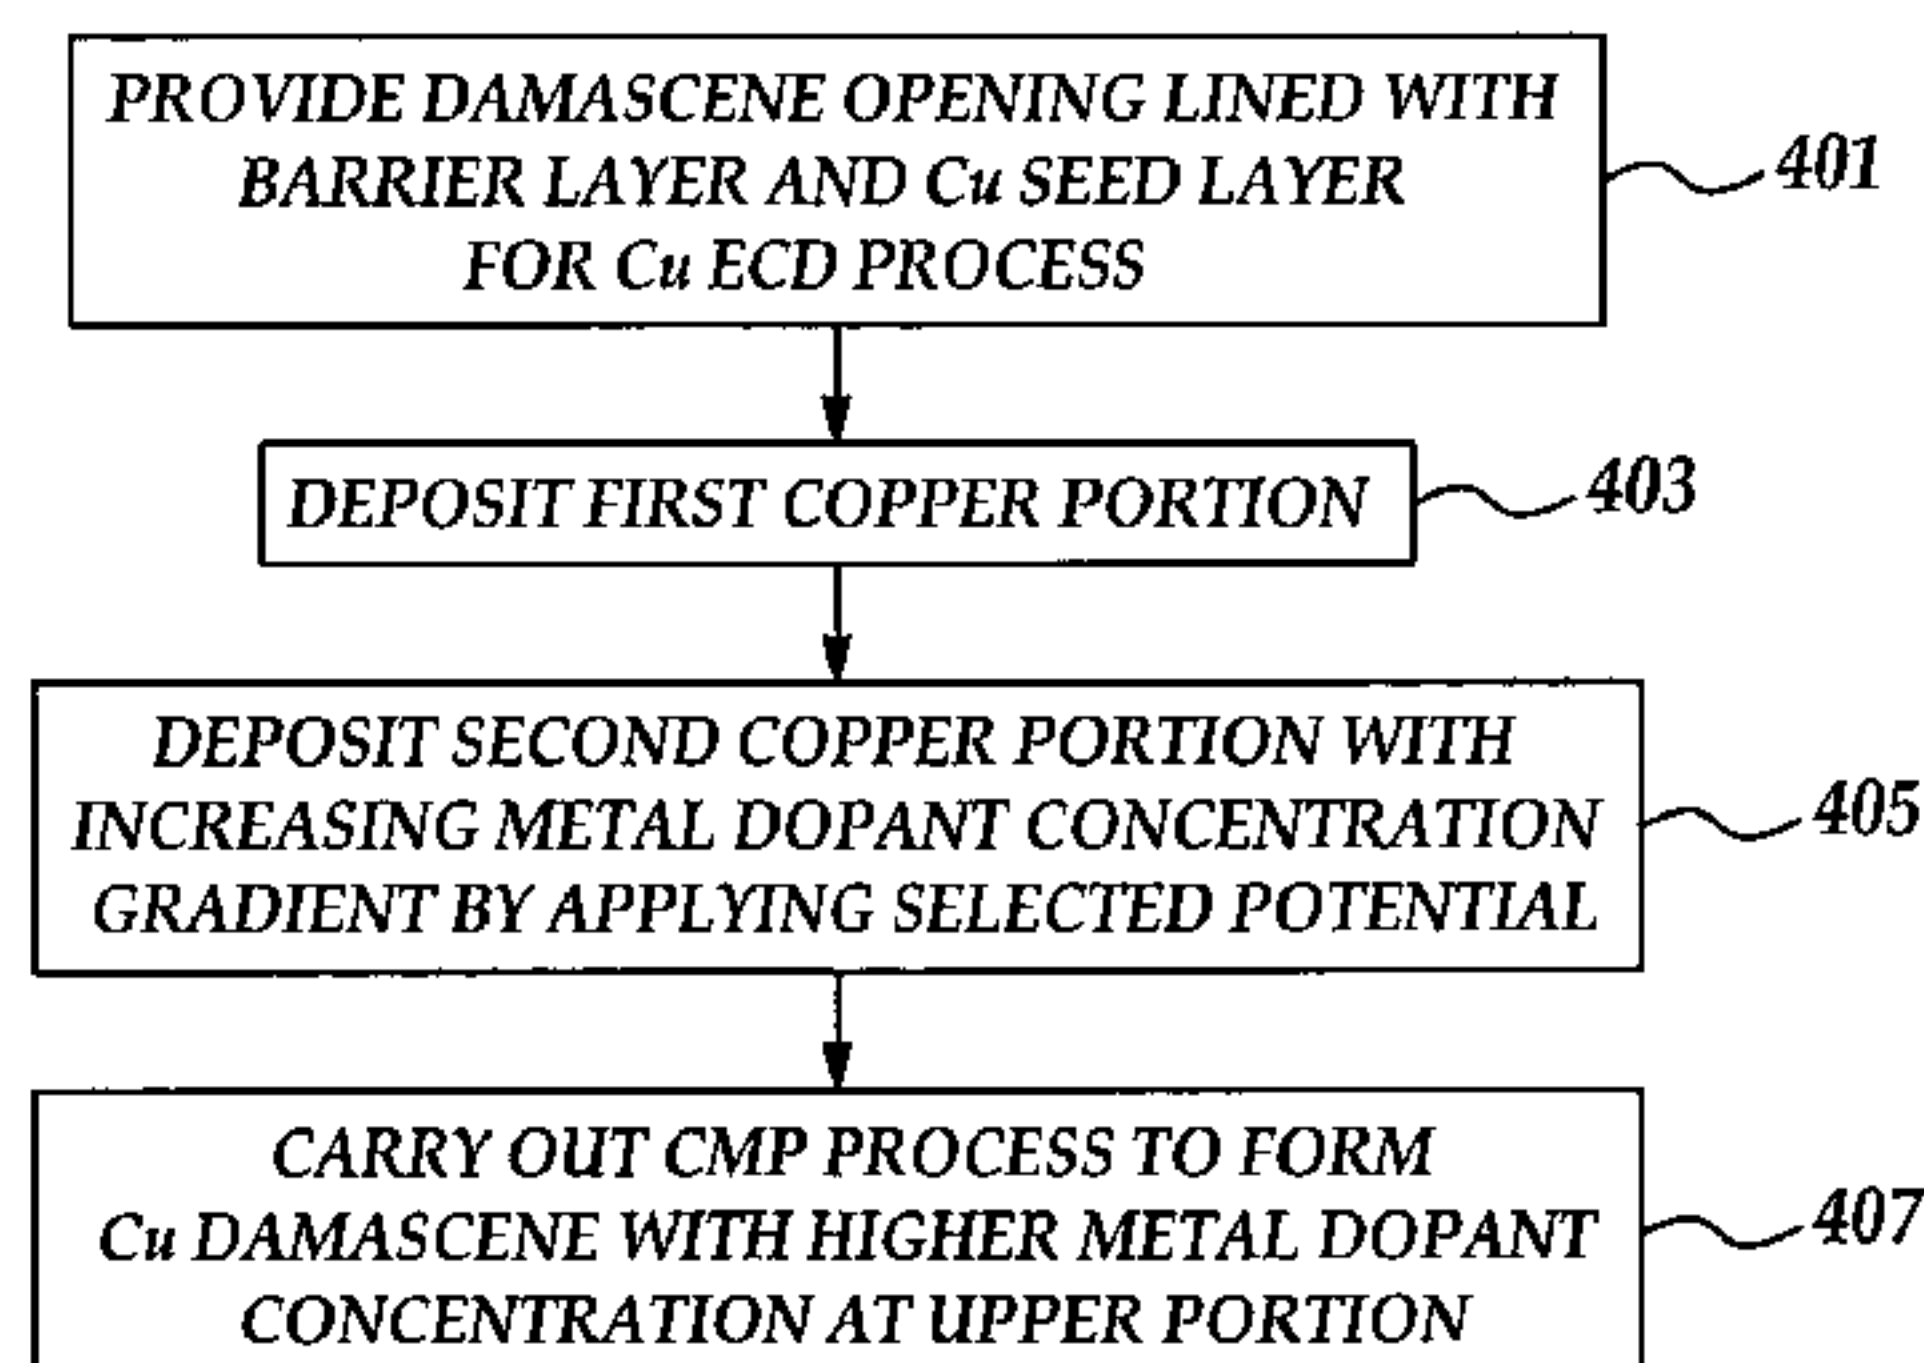 PROVIDE DAMASCENE OPENING LINED WITH
BARRIER LAYER AND Cu SEED LAYER
FOR Cu ECD PROCESS
401
DEPOSIT FIRST COPPER PORTION
403
DEPOSIT SECOND COPPER PORTION WITH
INCREASING METAL DOPANT CONCENTRATION
GRADIENT BY APPLYING SELECTED POTENTIAL
405
CARRY OUT CMP PROCESS TO FORM
Cu DAMASCENE WITH HIGHER METAL DOPANT
CONCENTRATION AT UPPER PORTION
407